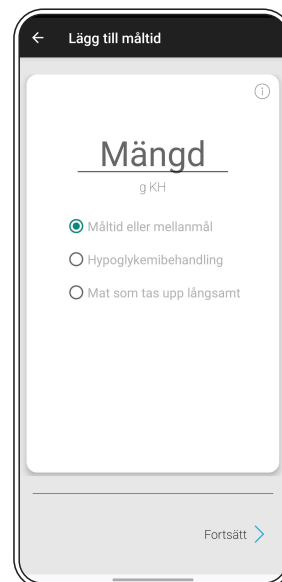 Lägg till måltid
Mängd
g KH
Måltid eller mellanmål
Hypoglykemibehandling
Mat som tas upp långsamt
Fortsätt